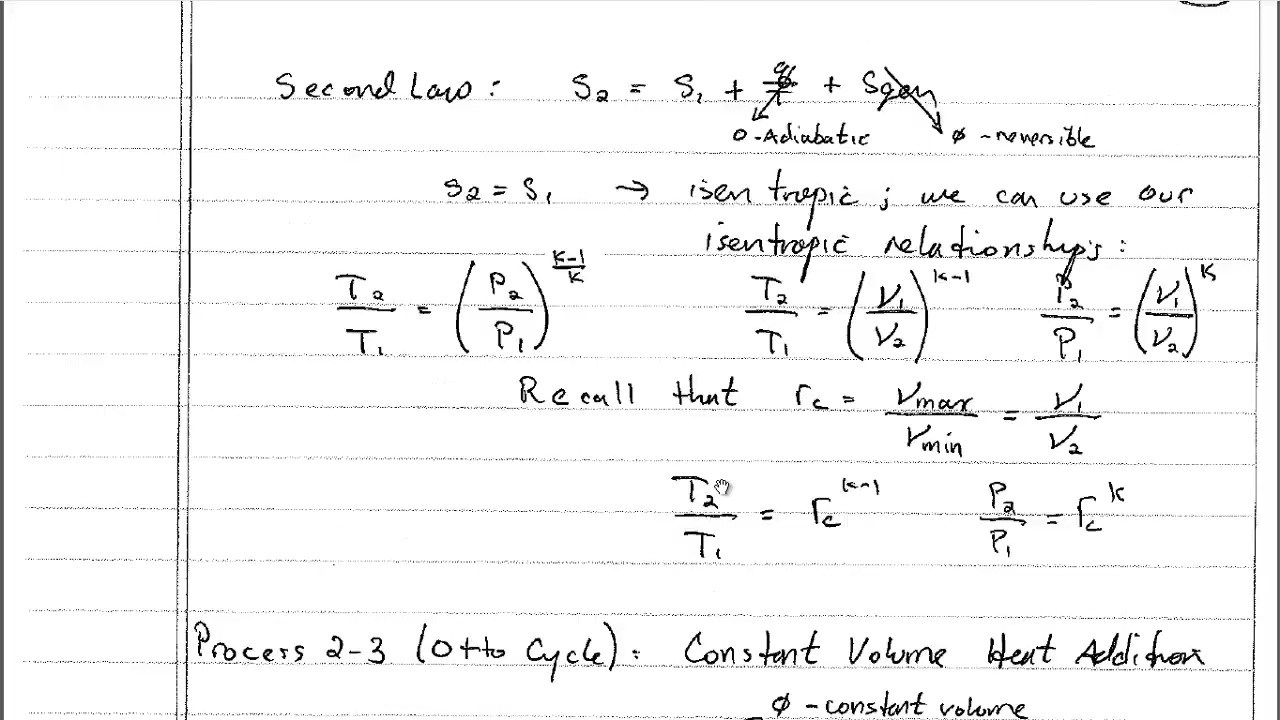 Second Law: S₂ = S₁ + q/T + Sgen
0 - Adiabatic ϕ - reversible
S₂ = S₁ → isentropic ; we can use our
isentropic relationships:
T₂/T₁ = (P₂/P₁)^(k-1)/k T₂/T₁ = (V₁/V₂)^k-1 P₂/P₁ = (V₁/V₂)^k
Recall that rc = Vmax/Vmin = V₁/V₂
T₂/T₁ = rc^k-1 P₂/P₁ = rc^k
Process 2-3 (Otto Cycle): Constant Volume Heat Addition
ϕ - constant volume